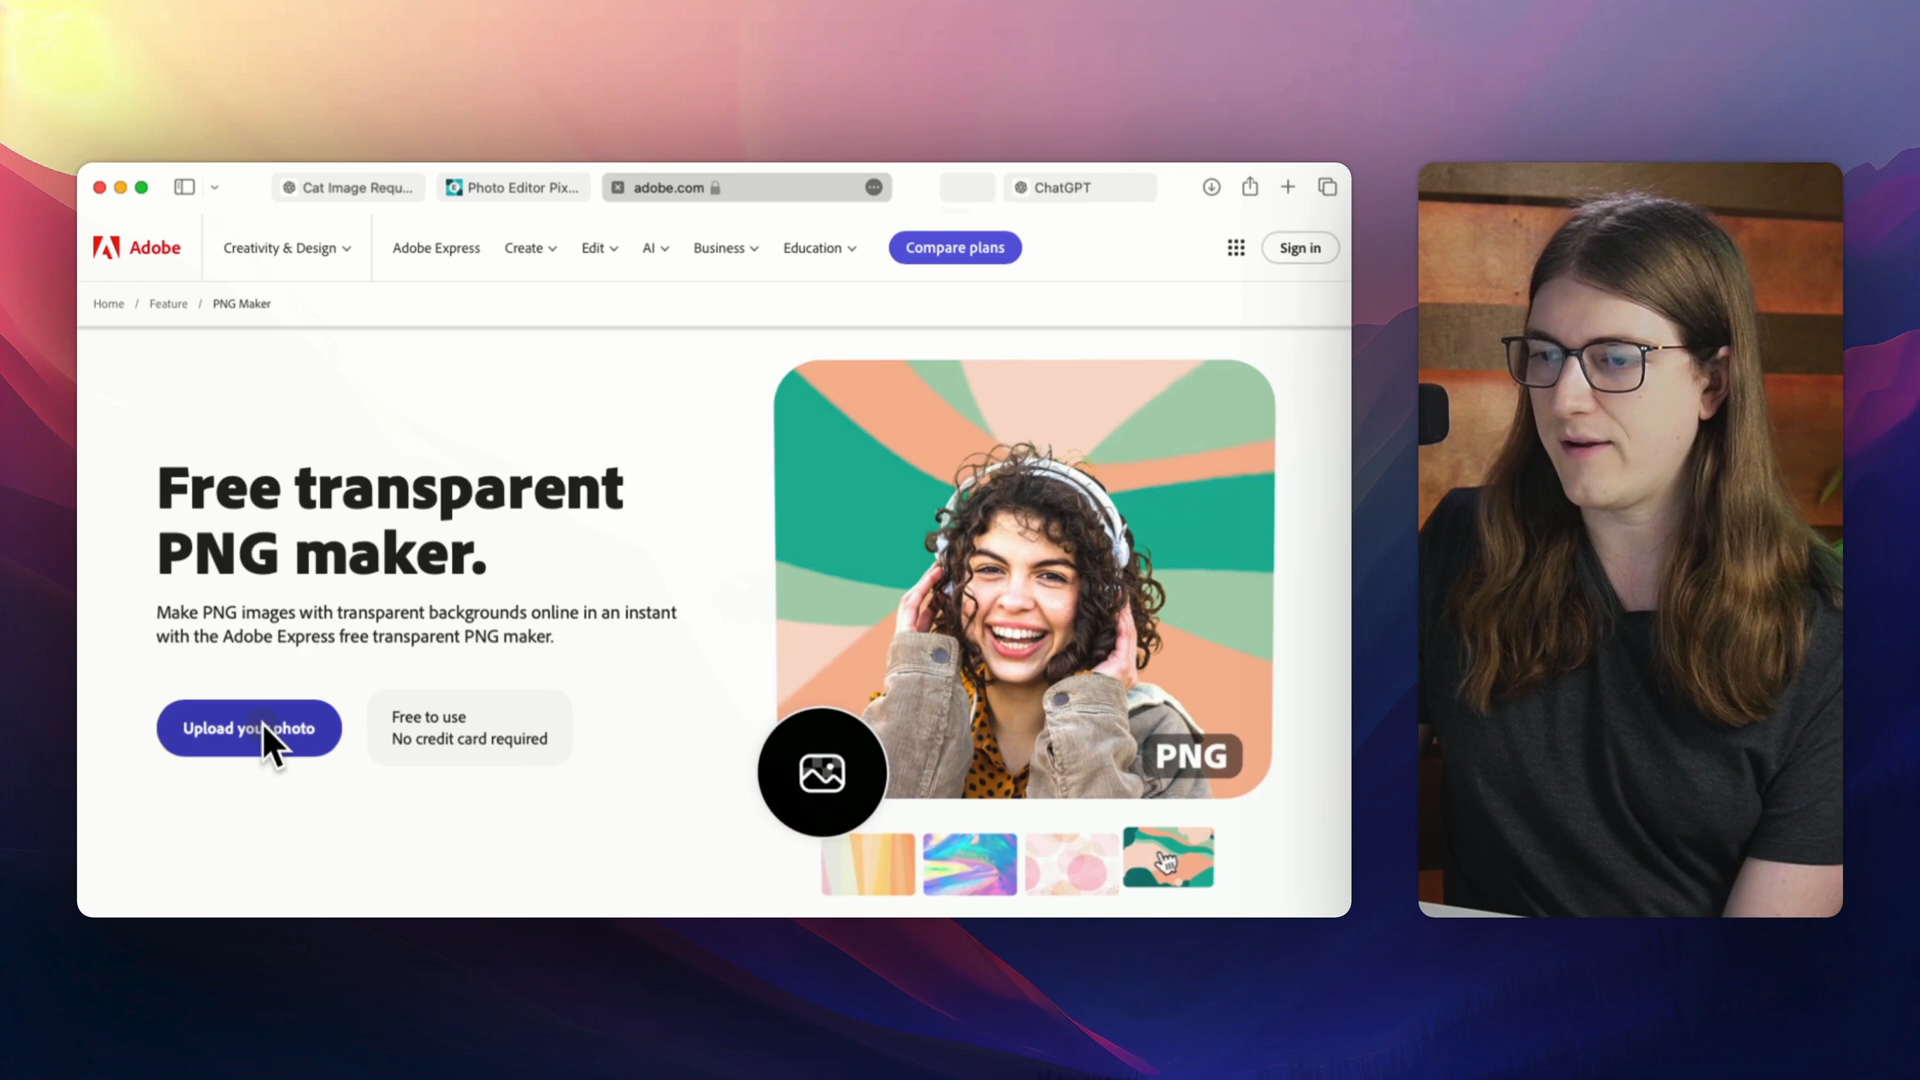 Cat Image Requ...
Photo Editor Pix...
adobe.com
ChatGPT
Adobe
Creativity & Design
Adobe Express
Create
Edit
AI
Business
Education
Compare plans
Sign in
Home / Feature / PNG Maker
Free transparent
PNG maker.
Make PNG images with transparent backgrounds online in an instant
with the Adobe Express free transparent PNG maker.
Upload your photo
Free to use
No credit card required
PNG